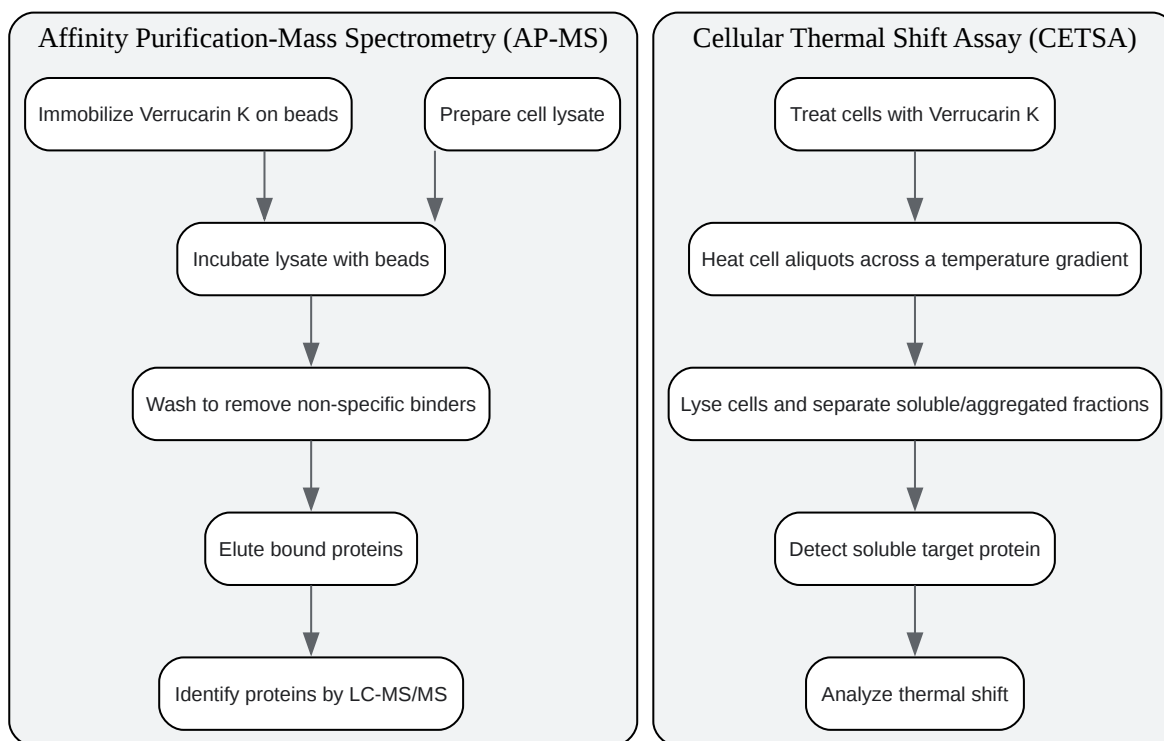 Affinity Purification-Mass Spectrometry (AP-MS)
Immobilize Verrucarin K on beads
Prepare cell lysate
Incubate lysate with beads
Wash to remove non-specific binders
Elute bound proteins
Identify proteins by LC-MS/MS
Cellular Thermal Shift Assay (CETSA)
Treat cells with Verrucarin K
Heat cell aliquots across a temperature gradient
Lyse cells and separate soluble/aggregated fractions
Detect soluble target protein
Analyze thermal shift